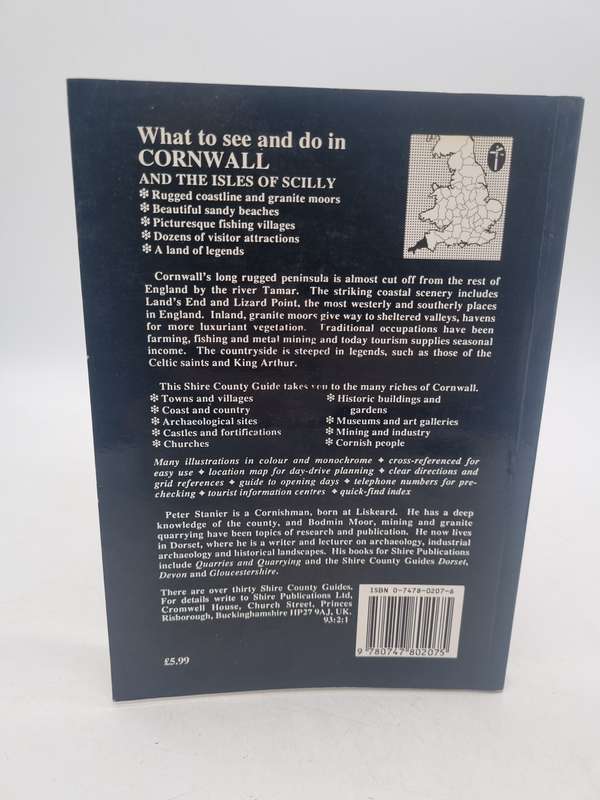 What to see and do in
CORNWALL
AND THE ISLES OF SCILLY
✻ Rugged coastline and granite moors
✻ Beautiful sandy beaches
✻ Picturesque fishing villages
✻ Dozens of visitor attractions
✻ A land of legends
Cornwall's long rugged peninsula is almost cut off from the rest of
England by the river Tamar. The striking coastal scenery includes
Land's End and Lizard Point, the most westerly and southerly places
in England. Inland, granite moors give way to sheltered valleys, havens
for more luxuriant vegetation. Traditional occupations have been
farming, fishing and metal mining and today tourism supplies seasonal
income. The countryside is steeped in legends, such as those of the
Celtic saints and King Arthur.
This Shire County Guide takes you to the many riches of Cornwall.
✻ Towns and villages
✻ Coast and country
✻ Archaeological sites
✻ Castles and fortifications
✻ Churches
✻ Historic buildings and
gardens
✻ Museums and art galleries
✻ Mining and industry
✻ Cornish people
Many illustrations in colour and monochrome ✦ cross-referenced for
easy use ✦ location map for day-drive planning ✦ clear directions and
grid references ✦ guide to opening days ✦ telephone numbers for pre-
checking ✦ tourist information centres ✦ quick-find index
Peter Stanier is a Cornishman, born at Liskeard. He has a deep
knowledge of the county, and Bodmin Moor, mining and granite
quarrying have been topics of research and publication. He now lives
in Dorset, where he is a writer and lecturer on archaeology, industrial
archaeology and historical landscapes. His books for Shire Publications
include Quarries and Quarrying and the Shire County Guides Dorset,
Devon and Gloucestershire.
There are over thirty Shire County Guides.
For details write to Shire Publications Ltd,
Cromwell House, Church Street, Princes
Risborough, Buckinghamshire HP27 9AJ, UK.
93:2:1
£5.99
ISBN 0-7478-0207-6
9 780747 802075